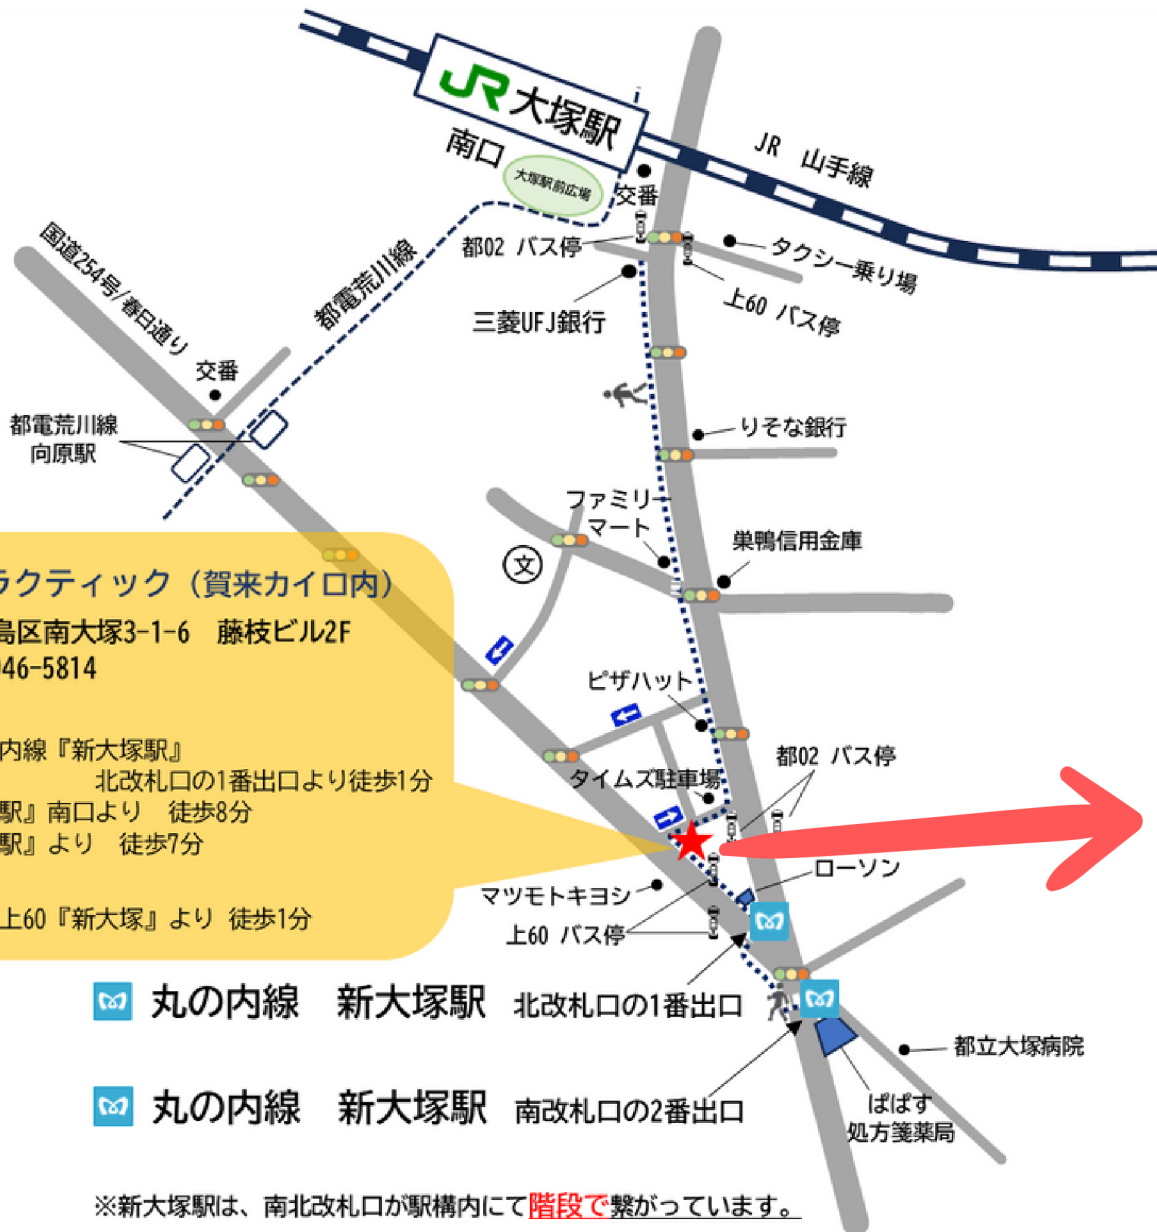 JR 大塚駅
南口
大塚駅前広場
交番
JR 山手線
都02 バス停
タクシー乗り場
上60 バス停
三菱UFJ銀行
国道254号/春日通り
都電荒川線
交番
都電荒川線
向原駅
りそな銀行
ファミリー
マート
巣鴨信用金庫
文
ラクティック（賀来カイロ内）
島区南大塚3-1-6 藤枝ビル2F
046-5814
内線『新大塚駅』
北改札口の1番出口より徒歩1分
駅』南口より 徒歩8分
駅』より 徒歩7分
上60『新大塚』より 徒歩1分
ピザハット
タイムズ駐車場
都02 バス停
ローソン
マツモトキヨシ
上60 バス停
丸の内線 新大塚駅 北改札口の1番出口
丸の内線 新大塚駅 南改札口の2番出口
都立大塚病院
ぱぱす
処方箋薬局
※新大塚駅は、南北改札口が駅構内にて階段で繋がっています。